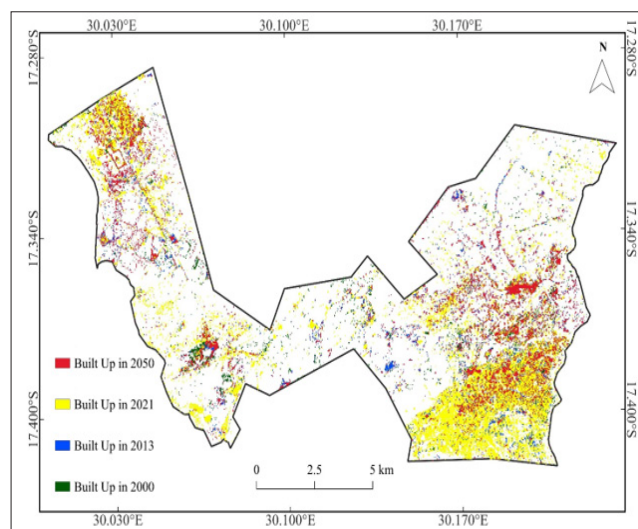 30.030°E 30.100°E 30.170°E
17.280°S 17.280°S
N
17.340°S 17.340°S
Built Up in 2050
Built Up in 2021
17.400°S 17.400°S
Built Up in 2013
Built Up in 2000
0 2.5 5 km
30.030°E 30.100°E 30.170°E